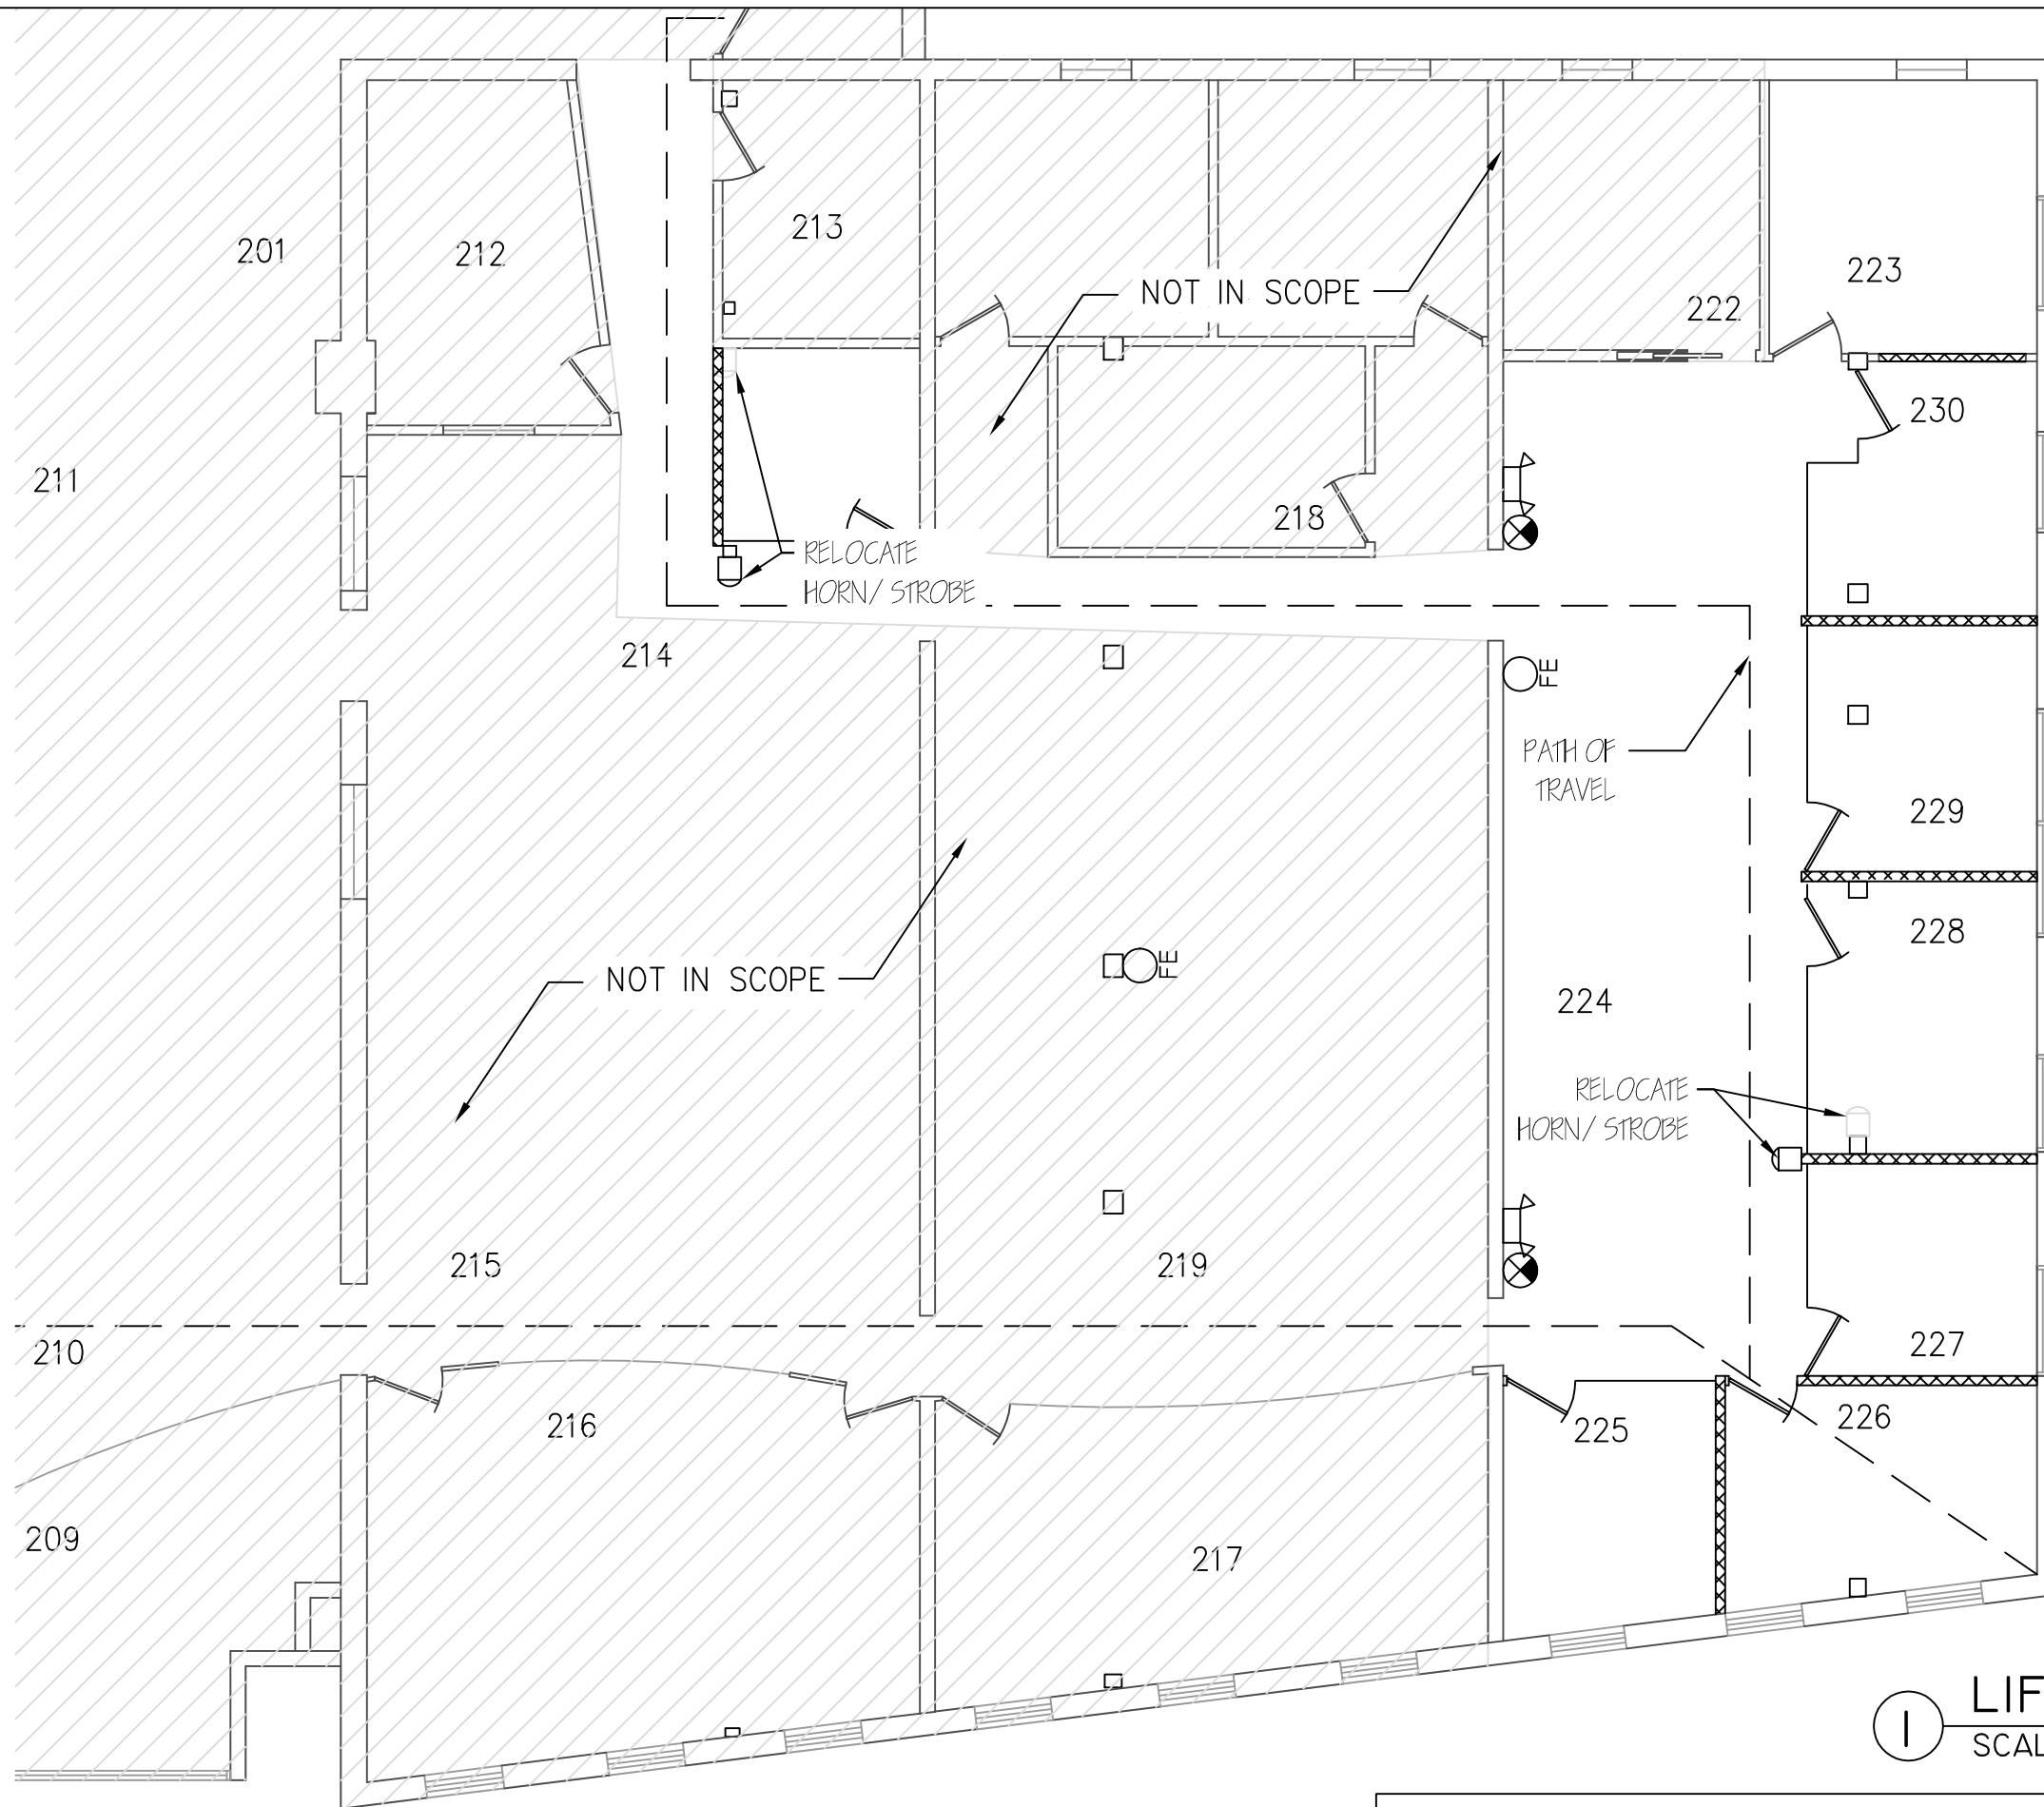 213
201
212
223
NOT IN SCOPE
222
230
211
218
RELOCATE
HORN/ STROBE
214
FE
PATH OF
TRAVEL
229
228
FE
NOT IN SCOPE
224
RELOCATE
HORN/ STROBE
215
219
227
210
226
216
225
209
217
1
LIF
SCAL